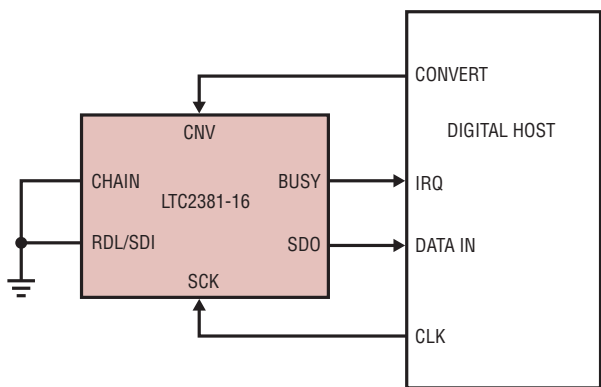 CONVERT
CNV
DIGITAL HOST
CHAIN
BUSY
IRQ
LTC2381-16
RDL/SDI
SDO
DATA IN
SCK
CLK